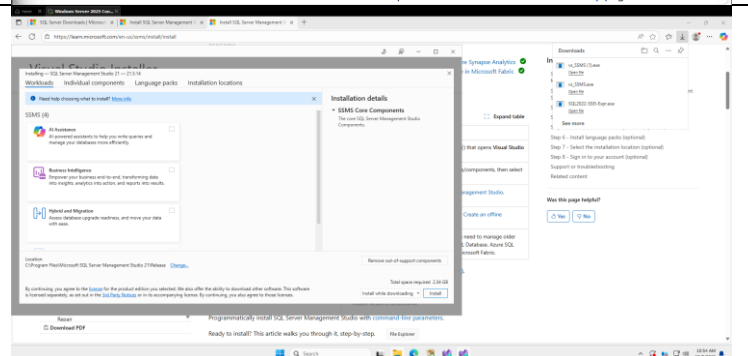 Home
Windows Server 2025 Com...
SQL Server Downloads | Microso
Install SQL Server Management S
Install SQL Server Management S
https://learn.microsoft.com/en-us/ssms/install/install
Visual Studio Installer
Installing — SQL Server Management Studio 21 — 21.5.14
Workloads Individual components Language packs Installation locations
Need help choosing what to install? More info
SSMS (4)
AI Assistance
AI-powered assistants to help you write queries and
manage your databases more efficiently.
Business Intelligence
Empower your business end-to-end, transforming data
into insights, analytics into action, and reports into results.
Hybrid and Migration
Assess database upgrade readiness, and move your data
with ease.
Installation details
SSMS Core Components
The core SQL Server Management Studio
Components.
Location
C:\Program Files\Microsoft SQL Server Management Studio 21\Release Change...
Remove out-of-support components
Total space required 2.34 GB
By continuing, you agree to the license for the product edition you selected. We also offer the ability to download other software. This software
is licensed separately, as set out in the 3rd Party Notices or in its accompanying license. By continuing, you also agree to those licenses.
Install while downloading
Install
re Synapse Analytics
in Microsoft Fabric
Expand table
() that opens Visual Studio
s/components, then select
Management Studio.
Create an offline
need to manage older
Database, Azure SQL
Microsoft Fabric.
Downloads
vs_SSMS (1).exe
Open file
vs_SSMS.exe
Open file
SQL2022-SSEI-Expr.exe
Open file
See more
In
Step 6 - Install language packs (optional)
Step 7 - Select the installation location (optional)
Step 8 - Sign in to your account (optional)
Support or troubleshooting
Related content
Was this page helpful?
Yes
No
Repair
Download PDF
Programmatically install SQL Server Management Studio with command-line parameters.
Ready to install? This article walks you through it, step-by-step.
File Explorer
Search
10:54 AM